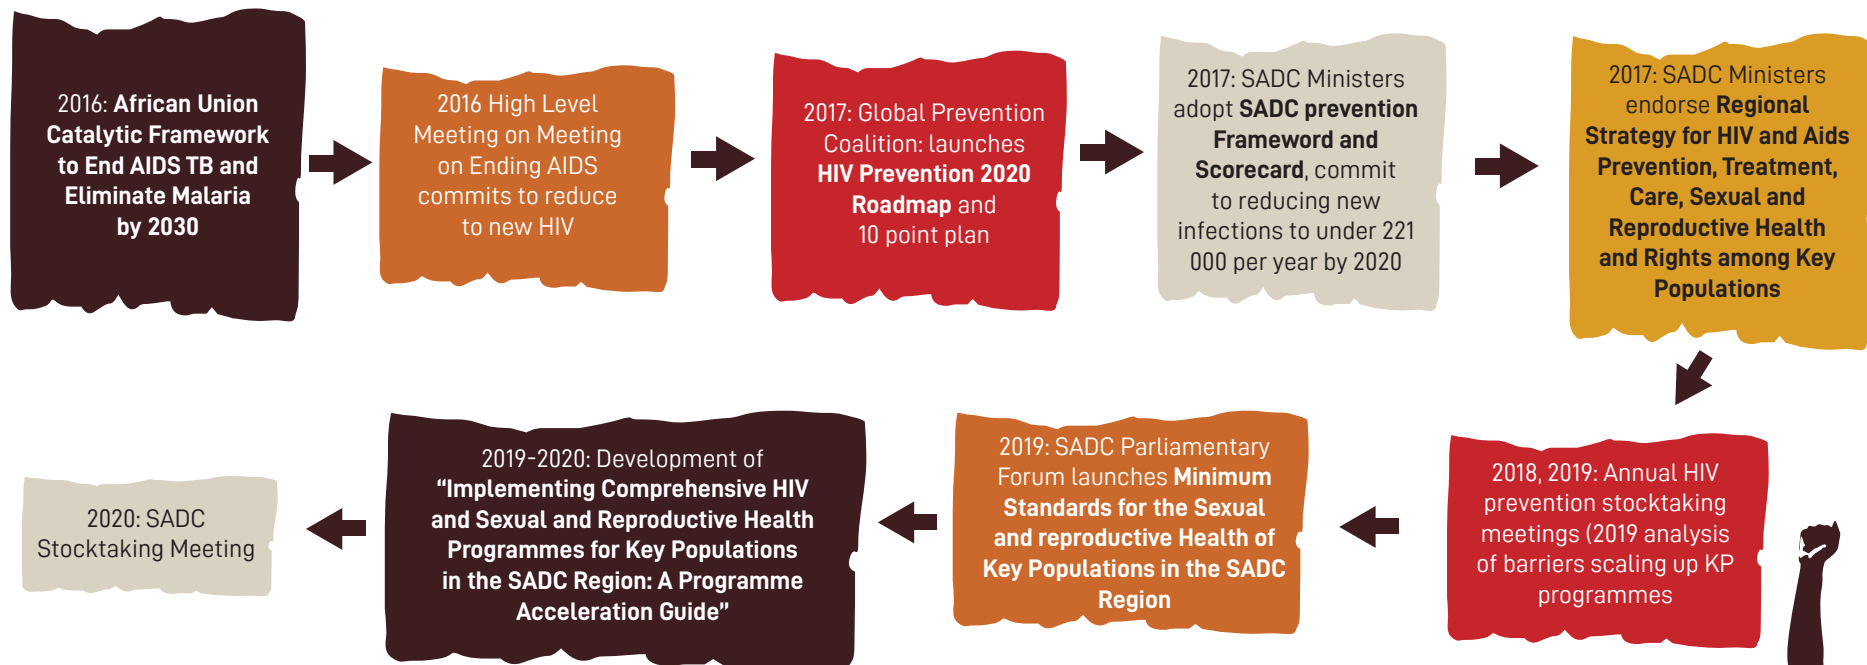 2016: African Union
Catalytic Framework
to End AIDS TB and
Eliminate Malaria
by 2030
2016 High Level
Meeting on Meeting
on Ending AIDS
commits to reduce
to new HIV
2017: Global Prevention
Coalition: launches
HIV Prevention 2020
Roadmap and
10 point plan
2017: SADC Ministers
adopt SADC prevention
Frameword and
Scorecard, commit
to reducing new
infections to under 221
000 per year by 2020
2017: SADC Ministers
endorse Regional
Strategy for HIV and Aids
Prevention, Treatment,
Care, Sexual and
Reproductive Health
and Rights among Key
Populations
2018, 2019: Annual HIV
prevention stocktaking
meetings (2019 analysis
of barriers scaling up KP
programmes
2019: SADC Parliamentary
Forum launches Minimum
Standards for the Sexual
and reproductive Health of
Key Populations in the SADC
Region
2019-2020: Development of
“Implementing Comprehensive HIV
and Sexual and Reproductive Health
Programmes for Key Populations
in the SADC Region: A Programme
Acceleration Guide”
2020: SADC
Stocktaking Meeting